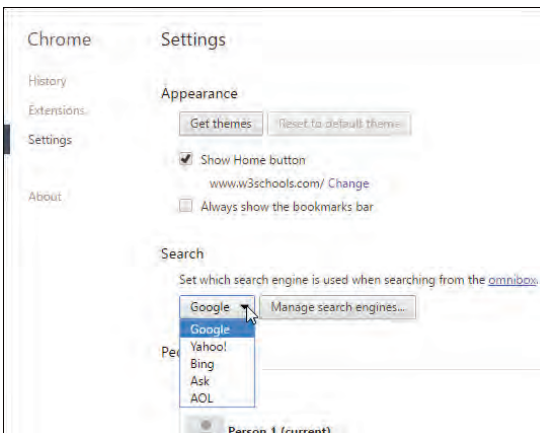 Chrome
Settings
History
Extensions
Settings
About
Appearance
Get themes
Reset to default theme
Show Home button
www.w3schools.com/ Change
Always show the bookmarks bar
Search
Set which search engine is used when searching from the omnibox.
Google
Manage search engines...
Google
Yahoo!
Bing
Ask
AOL
Person 1 (current)